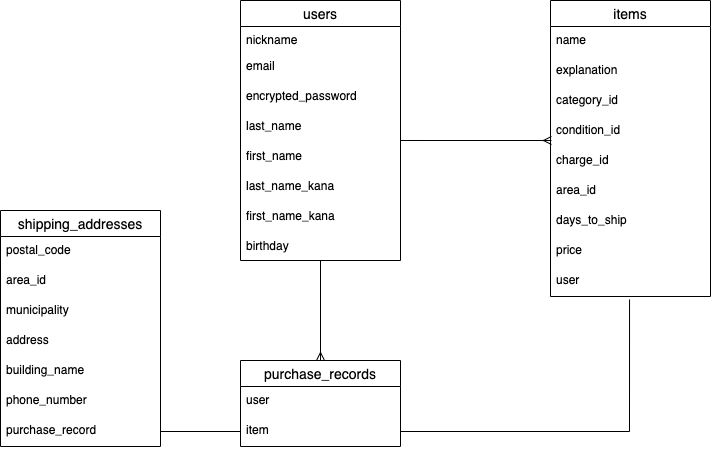 users
nickname
email
encrypted_password
last_name
first_name
last_name_kana
first_name_kana
birthday
items
name
explanation
category_id
condition_id
charge_id
area_id
days_to_ship
price
user
shipping_addresses
postal_code
area_id
municipality
address
building_name
phone_number
purchase_record
purchase_records
user
item